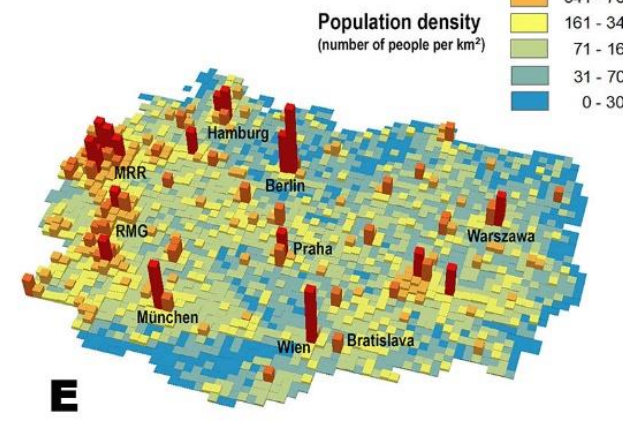 Population density
(number of people per km²)
161 - 34
71 - 16
31 - 70
0 - 30
Hamburg
Berlin
MRR
RMG
Warszawa
Praha
München
Wien
Bratislava
E